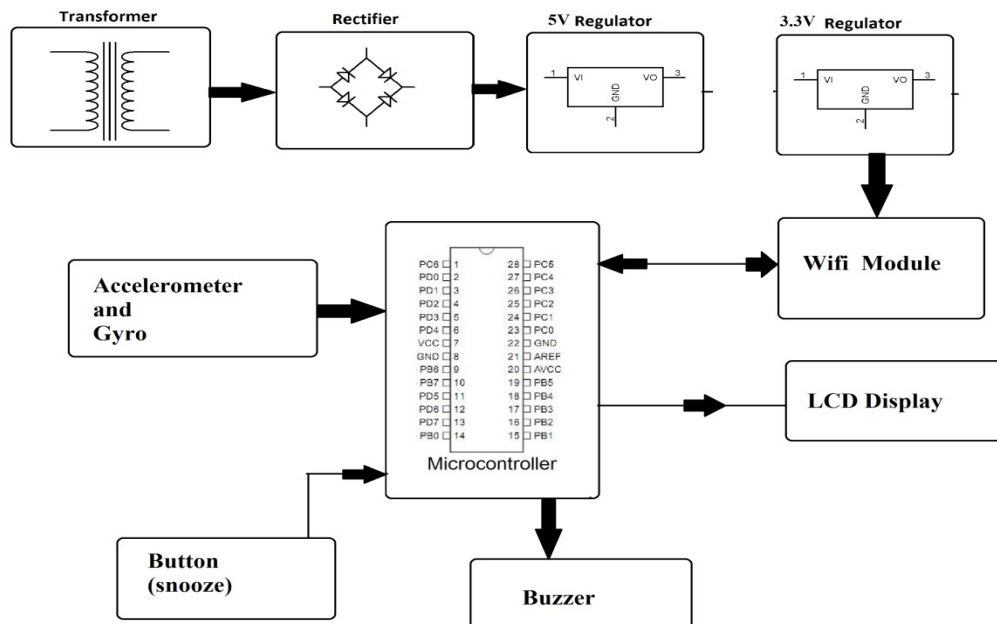 Transformer
Rectifier
5V Regulator
3.3V Regulator
1 VI VO 3
GND
2
1 VI VO 3
GND
2
Wifi Module
Accelerometer
and
Gyro
PC6 1 28 PC5
PD0 2 27 PC4
PD1 3 26 PC3
PD2 4 25 PC2
PD3 5 24 PC1
PD4 6 23 PC0
VCC 7 22 GND
GND 8 21 AREF
PB6 9 20 AVCC
PB7 10 19 PB5
PD5 11 18 PB4
PD6 12 17 PB3
PD7 13 16 PB2
PB0 14 15 PB1
Microcontroller
LCD Display
Button
(snooze)
Buzzer